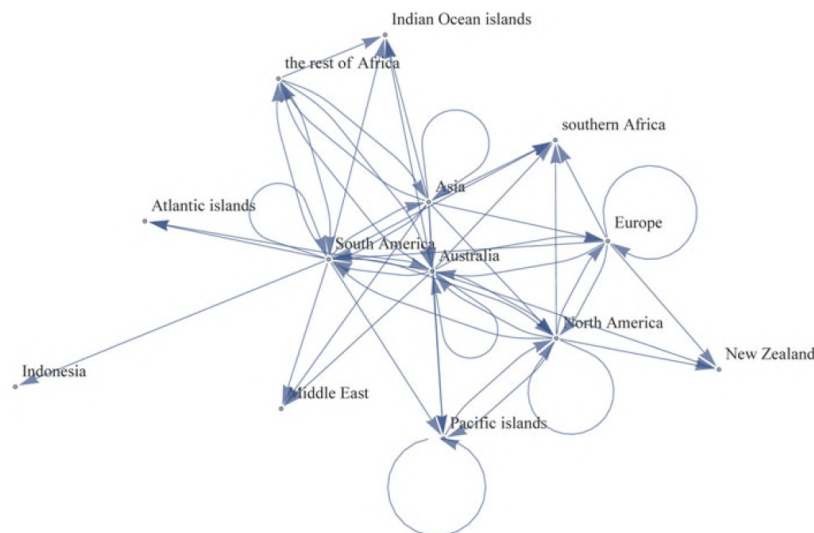 Indian Ocean islands
the rest of Africa
southern Africa
Asia
Atlantic islands
Europe
South America
Australia
North America
New Zealand
Indonesia
Middle East
Pacific islands